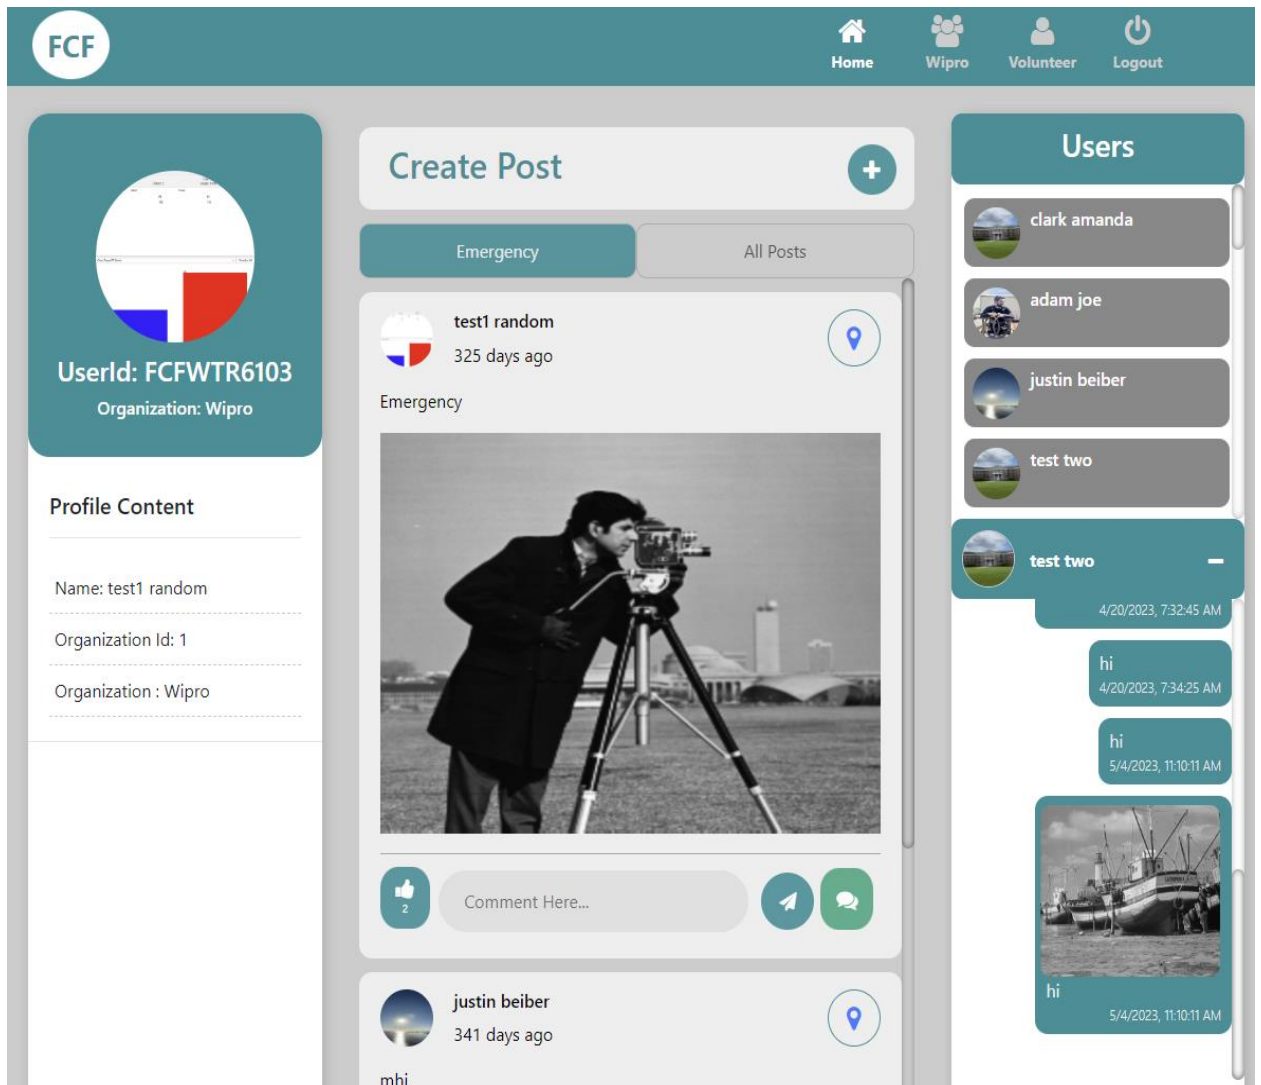 FCF
Home
Wipro
Volunteer
Logout
UserId: FCFWTR6103
Organization: Wipro
Profile Content
Name: test1 random
Organization Id: 1
Organization : Wipro
Create Post
Emergency
All Posts
test1 random
325 days ago
Emergency
2
Comment Here...
justin beiber
341 days ago
mhi
Users
clark amanda
adam joe
justin beiber
test two
test two
4/20/2023, 7:32:45 AM
hi
4/20/2023, 7:34:25 AM
hi
5/4/2023, 11:10:11 AM
hi
5/4/2023, 11:10:11 AM